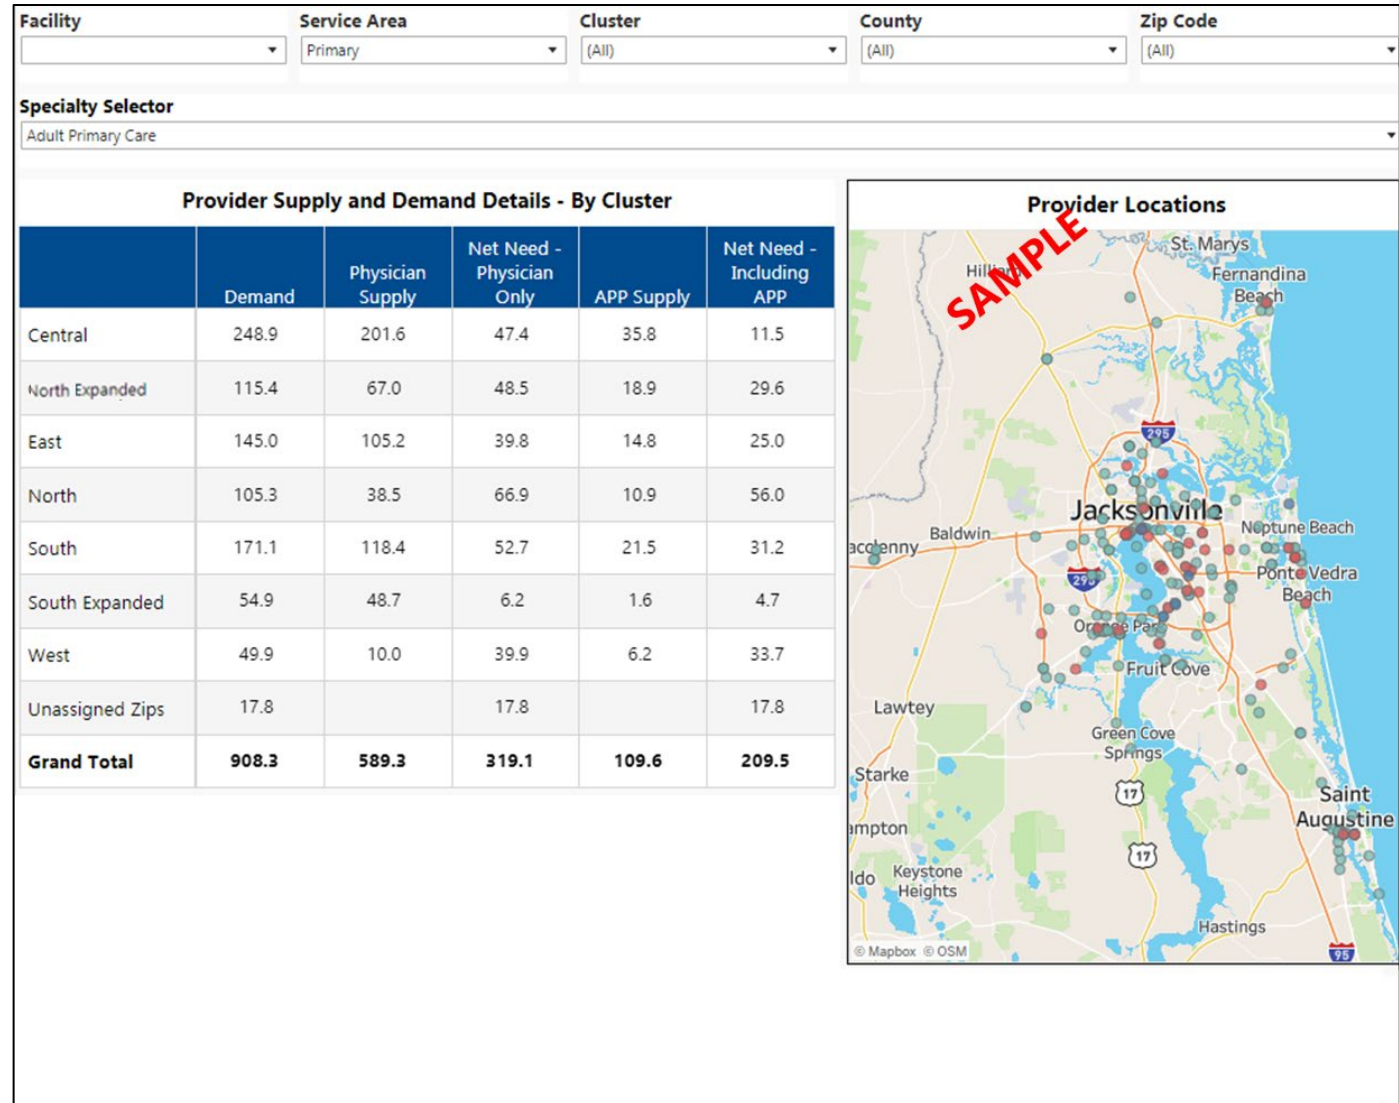 Facility Service Area Cluster County Zip Code
Primary (All) (All) (All)
Specialty Selector
Adult Primary Care
Provider Supply and Demand Details - By Cluster
Demand Physician Supply Net Need - Physician Only APP Supply Net Need - Including APP
Central 248.9 201.6 47.4 35.8 11.5
North Expanded 115.4 67.0 48.5 18.9 29.6
East 145.0 105.2 39.8 14.8 25.0
North 105.3 38.5 66.9 10.9 56.0
South 171.1 118.4 52.7 21.5 31.2
South Expanded 54.9 48.7 6.2 1.6 4.7
West 49.9 10.0 39.9 6.2 33.7
Unassigned Zips 17.8 17.8 17.8
Grand Total 908.3 589.3 319.1 109.6 209.5
Provider Locations
SAMPLE
St. Marys
Fernandina
Beach
295
Jacksonville
Baldwin
Neptune Beach
acclenny
295
Ponte Vedra
Beach
Orange Park
Fruit Cove
Lawtey
Green Cove
Springs
Starke
17
Saint
Augustine
ampton
17
ldo
Keystone
Heights
Hastings
© Mapbox © OSM
95